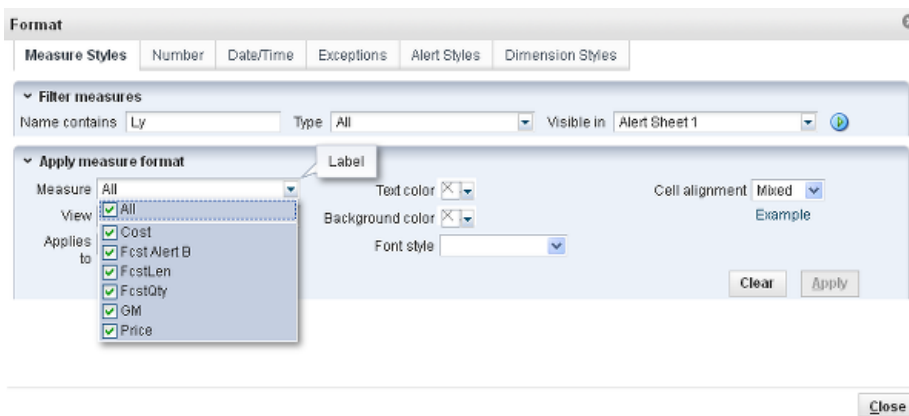 Format
Measure Styles Number Date/Time Exceptions Alert Styles Dimension Styles
Filter measures
Name contains Ly Type All Visible in Alert Sheet 1
Apply measure format
Label
Measure All Text color Cell alignment Mixed
View All Background color Example
Applies to Cost Font style
Fcst Alert B
FcstLen
FcstQty
GM
Price
Clear Apply
Close